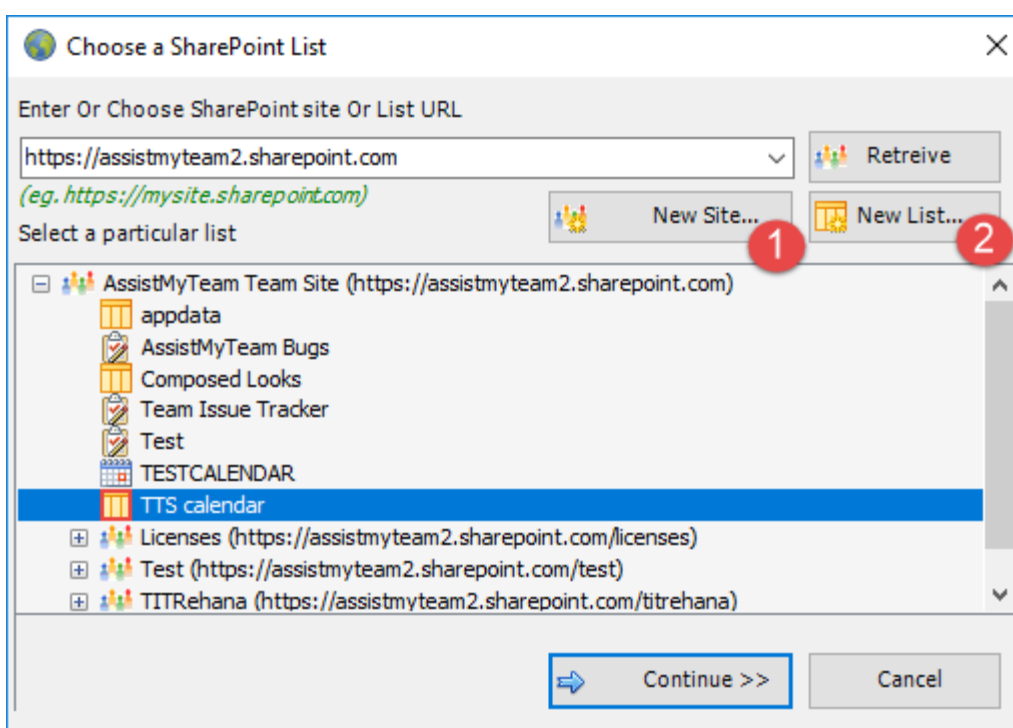 Choose a SharePoint List
Enter Or Choose SharePoint site Or List URL
https://assistmyteam2.sharepoint.com
Retreive
(eg. https://mysite.sharepoint.com)
New Site...
New List...
1
2
Select a particular list
AssistMyTeam Team Site (https://assistmyteam2.sharepoint.com)
appdata
AssistMyTeam Bugs
Composed Looks
Team Issue Tracker
Test
TESTCALENDAR
TTS calendar
Licenses (https://assistmyteam2.sharepoint.com/licenses)
Test (https://assistmyteam2.sharepoint.com/test)
TITRehana (https://assistmyteam2.sharepoint.com/titrehana)
Continue >>
Cancel